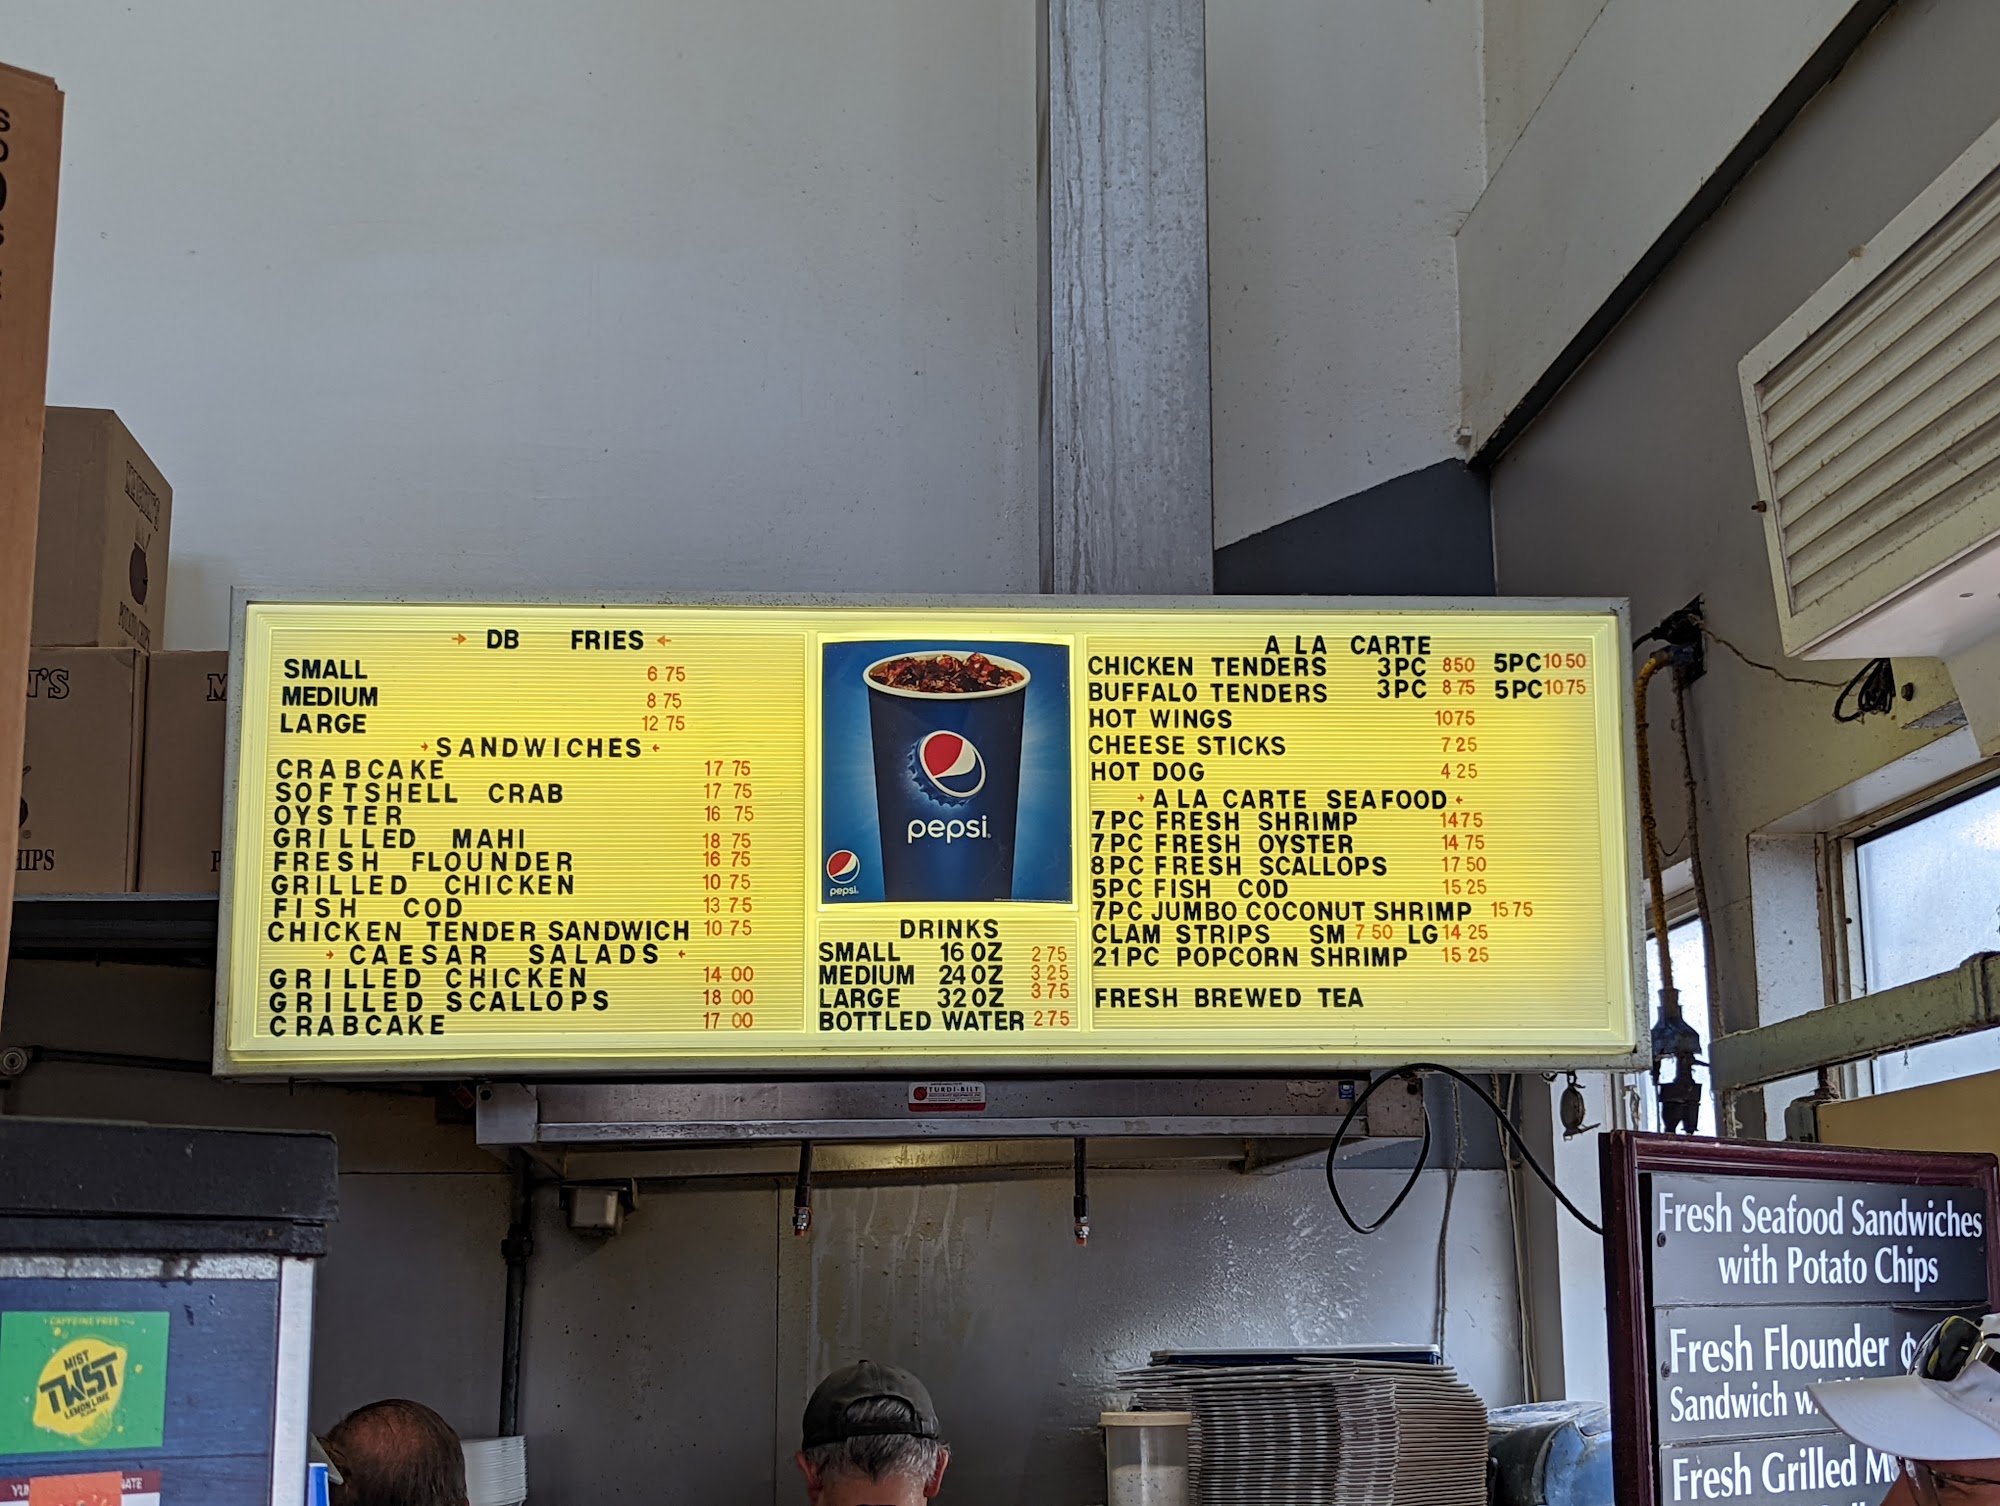 → DB FRIES ←
SMALL 6 75
MEDIUM 8 75
LARGE 12 75
→ SANDWICHES ←
CRABCAKE 17 75
SOFTSHELL CRAB 17 75
OYSTER 16 75
GRILLED MAHI 18 75
FRESH FLOUNDER 16 75
GRILLED CHICKEN 10 75
FISH COD 13 75
CHICKEN TENDER SANDWICH 10 75
→ CAESAR SALADS ←
GRILLED CHICKEN 14 00
GRILLED SCALLOPS 18 00
CRABCAKE 17 00
pepsi
pepsi
DRINKS
SMALL 16 OZ 2 75
MEDIUM 24 OZ 3 25
LARGE 32 OZ 3 75
BOTTLED WATER 2 75
A LA CARTE
CHICKEN TENDERS 3PC 8 50 5PC 10 50
BUFFALO TENDERS 3PC 8 75 5PC 10 75
HOT WINGS 10 75
CHEESE STICKS 7 25
HOT DOG 4 25
→ A LA CARTE SEAFOOD ←
7PC FRESH SHRIMP 14 75
7PC FRESH OYSTER 14 75
8PC FRESH SCALLOPS 17 50
5PC FISH COD 15 25
7PC JUMBO COCONUT SHRIMP 15 75
CLAM STRIPS SM 7 50 LG 14 25
21PC POPCORN SHRIMP 15 25
FRESH BREWED TEA
Fresh Seafood Sandwiches
with Potato Chips
Fresh Flounder
Sandwich
Fresh Grilled
CAFFEINE FREE
MIST
TWST
LEMON LIME